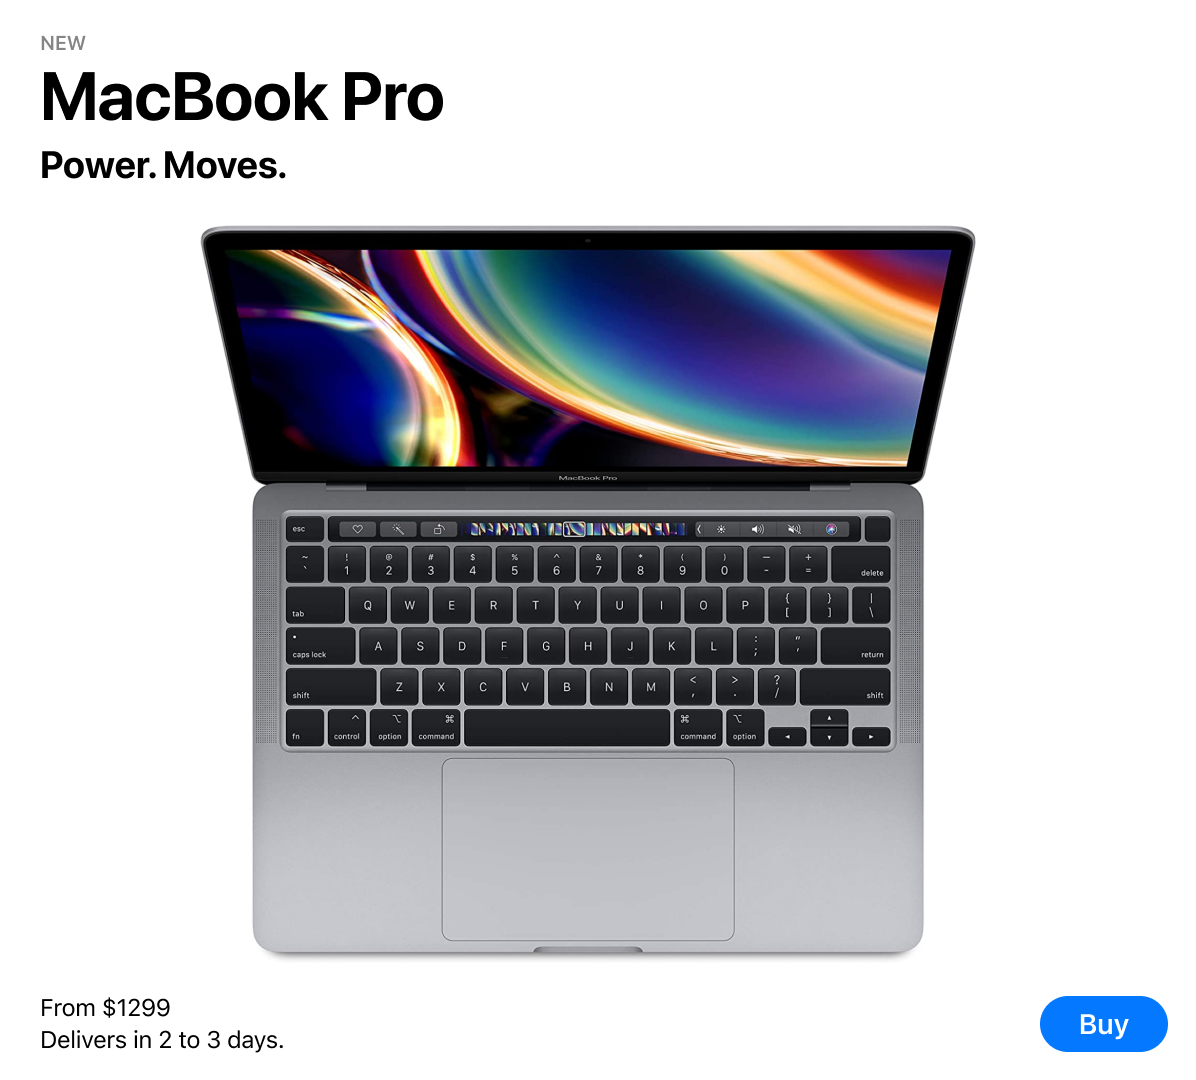 NEW
MacBook Pro
Power. Moves.
MacBook Pro
esc
~ ! @ # $ % ^ & * ( ) — +
` 1 2 3 4 5 6 7 8 9 0 - = delete
tab Q W E R T Y U I O P { [ } ] | \
caps lock A S D F G H J K L : ; " ' return
shift Z X C V B N M < , > . ? / shift
fn control option command command option
From $1299
Delivers in 2 to 3 days.
Buy